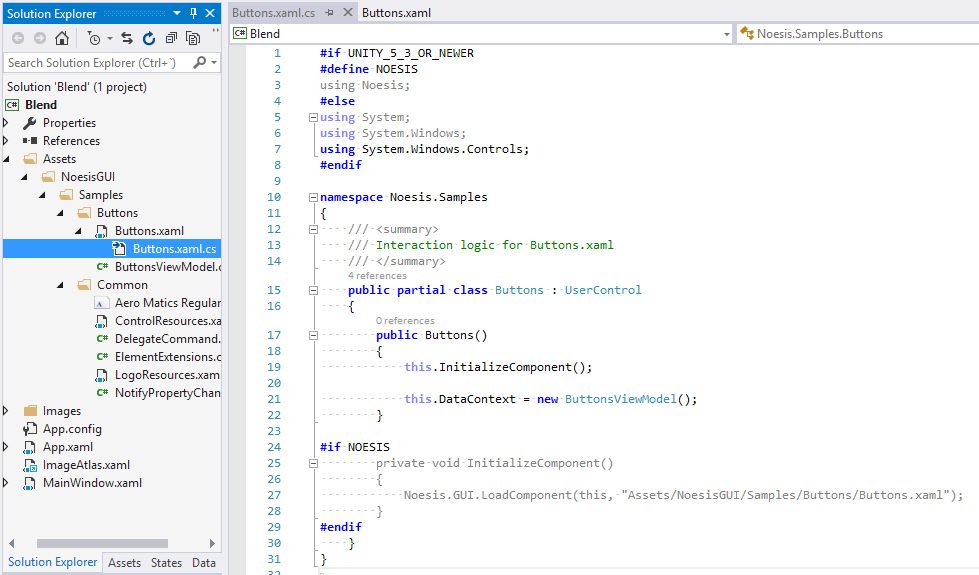 Solution Explorer
Search Solution Explorer (Ctrl+`)
Solution 'Blend' (1 project)
C# Blend
Properties
References
Assets
NoesisGUI
Samples
Buttons
Buttons.xaml
Buttons.xaml.cs
C# ButtonsViewModel.c
Common
A Aero Matics Regular
ControlResources.xa
C# DelegateCommand.
C# ElementExtensions.c
LogoResources.xam
C# NotifyPropertyChan
Images
App.config
App.xaml
ImageAtlas.xaml
MainWindow.xaml
Solution Explorer Assets States Data
Buttons.xaml.cs Buttons.xaml
C# Blend Noesis.Samples.Buttons
1 #if UNITY_5_3_OR_NEWER
2 #define NOESIS
3 using Noesis;
4 #else
5 using System;
6 using System.Windows;
7 using System.Windows.Controls;
8 #endif
9
10 namespace Noesis.Samples
11 {
12 /// <summary>
13 /// Interaction logic for Buttons.xaml
14 /// </summary>
4 references
15 public partial class Buttons : UserControl
16 {
0 references
17 public Buttons()
18 {
19 this.InitializeComponent();
20
21 this.DataContext = new ButtonsViewModel();
22 }
23
24 #if NOESIS
25 private void InitializeComponent()
26 {
27 Noesis.GUI.LoadComponent(this, "Assets/NoesisGUI/Samples/Buttons/Buttons.xaml");
28 }
29 #endif
30 }
31 }
32